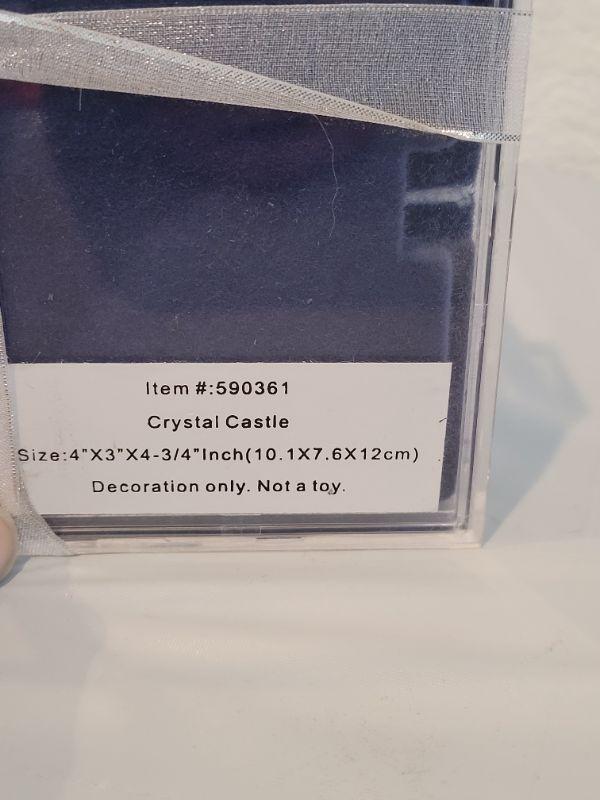 Item #:590361
Crystal Castle
Size:4"X3"X4-3/4"Inch(10.1X7.6X12cm)
Decoration only. Not a toy.